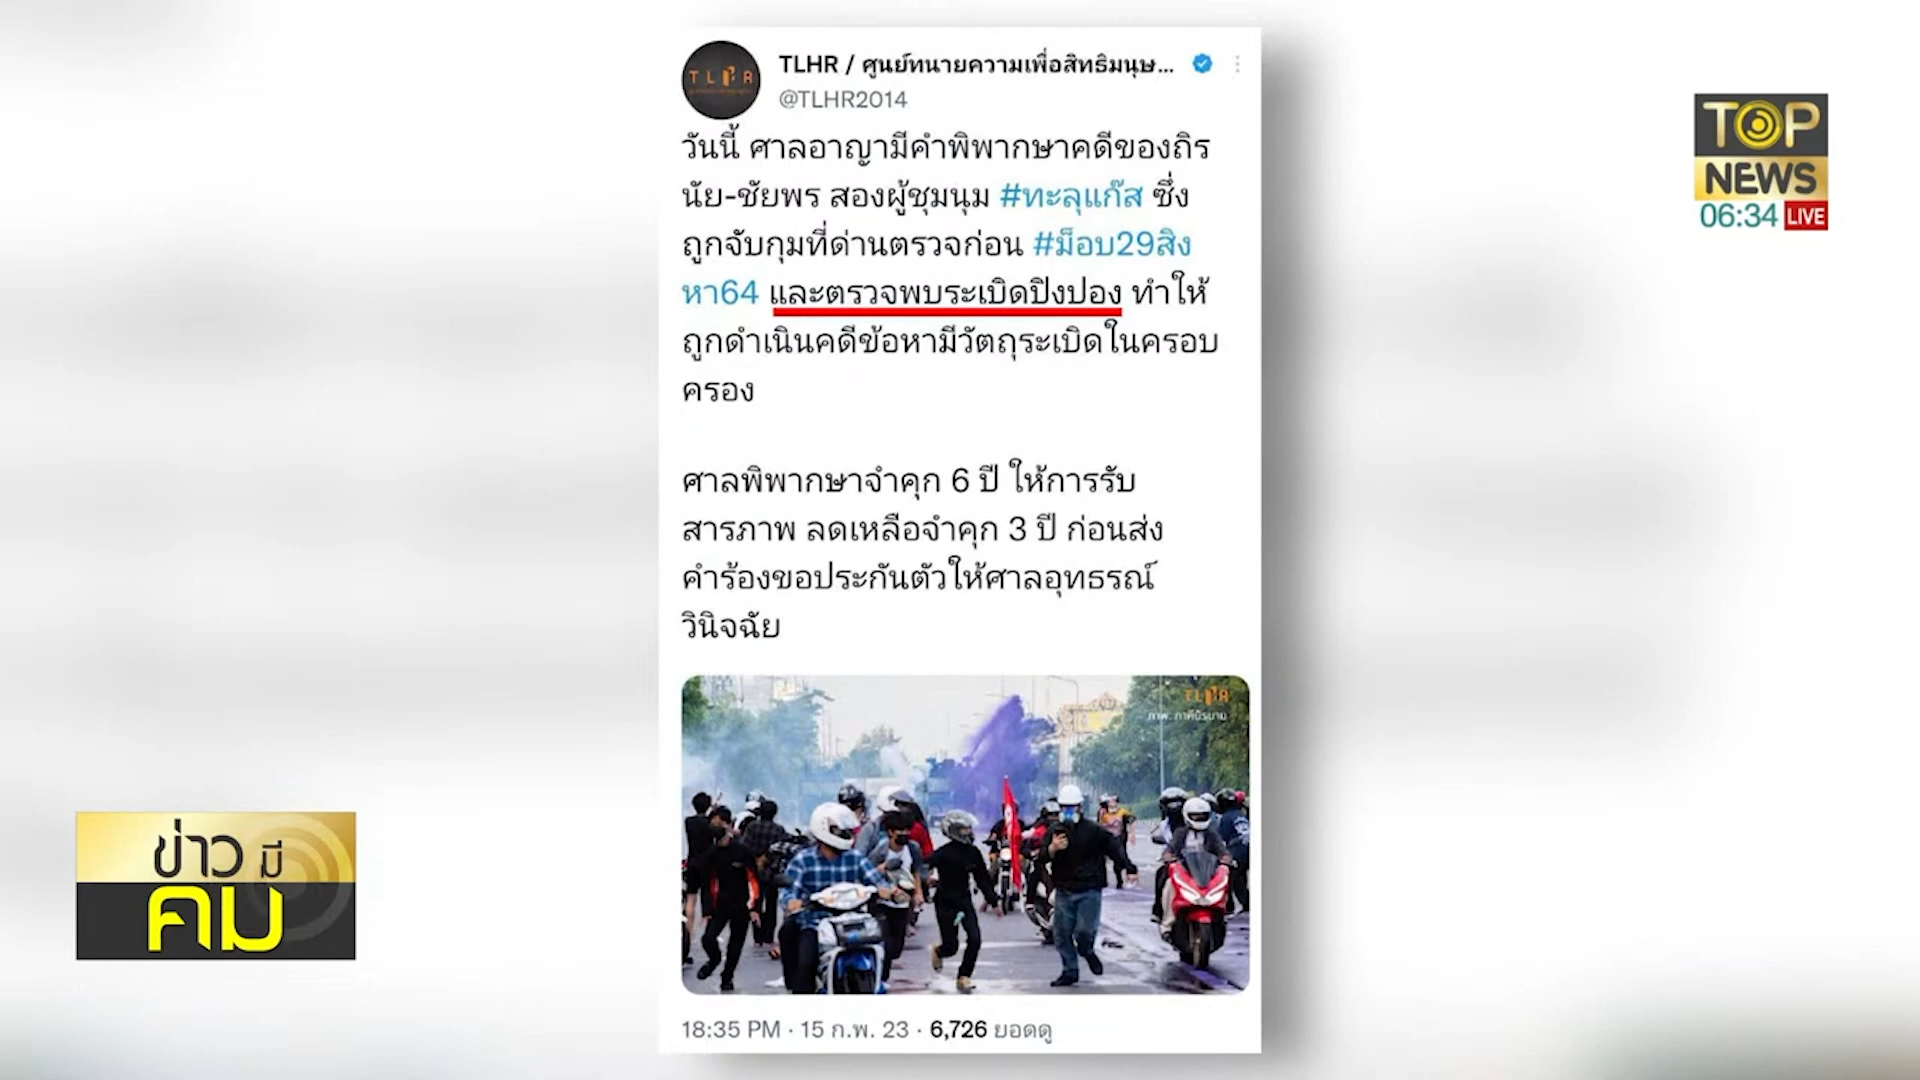 TLHR / ศูนย์ทนายความเพื่อสิทธิมนุษ...
@TLHR2014
วันนี้ ศาลอาญามีคำพิพากษาคดีของถิร
นัย-ชัยพร สองผู้ชุมนุม #ทะลุแก๊ส ซึ่ง
ถูกจับกุมที่ด่านตรวจก่อน #ม็อบ29สิง
หา64 และตรวจพบระเบิดปิงปอง ทำให้
ถูกดำเนินคดีข้อหามีวัตถุระเบิดในครอบ
ครอง
ศาลพิพากษาจำคุก 6 ปี ให้การรับ
สารภาพ ลดเหลือจำคุก 3 ปี ก่อนส่ง
คำร้องขอประกันตัวให้ศาลอุทธรณ์
วินิจฉัย
TLHR
ภาพ. ภาคีนิรนาม
18:35 PM · 15 ก.พ. 23 · 6,726 ยอดดู
TOP
NEWS
06:34 LIVE
ข่าวมี
คม